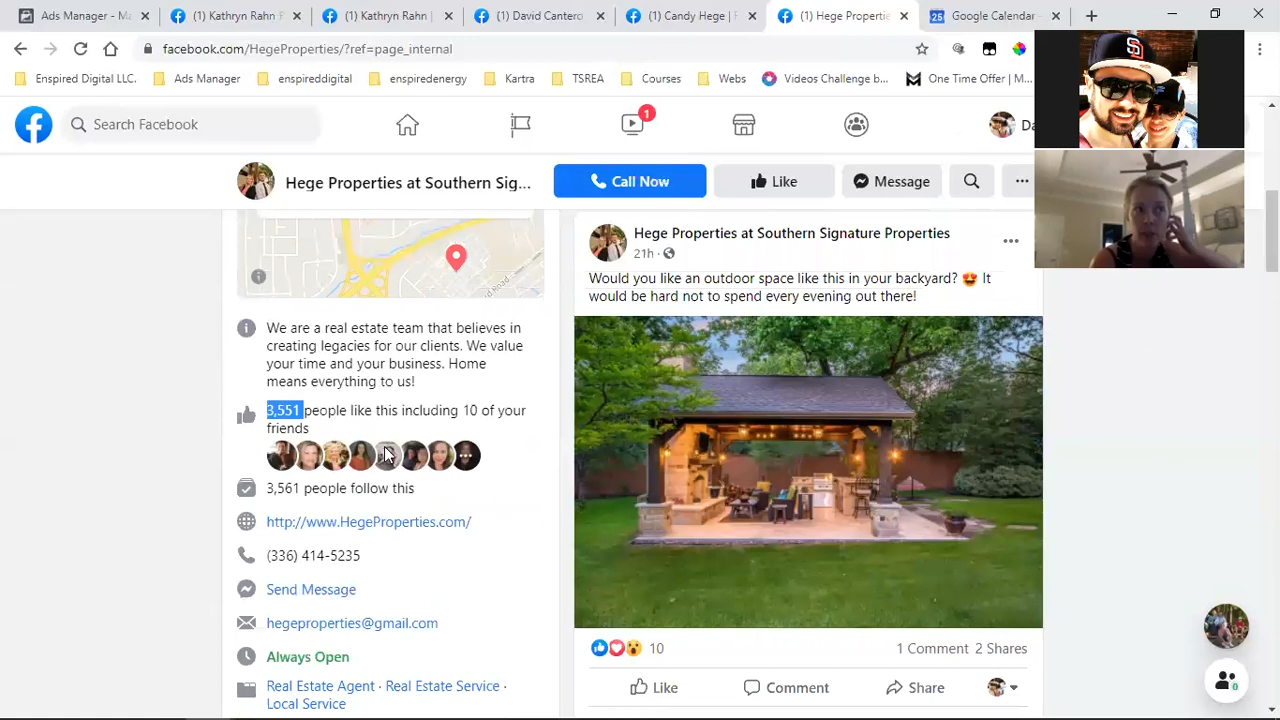 Ads Manager - Ma
(1) Kathryn Rahn F
(1) Kathryn Rahn |
(1) David Cantero
(1) Candy Hege | F
(1) Hege Propertie
Google Calendar -
facebook.com/HegeProperties/?ref=page_internal
Enspired Digital LLC.
Ads Manager
enspireddigital
entrepreneurship
Kartra
TSREA
Courses
Webs
Videos Challenge b...
One Time Offer | M...
Search Facebook
1
Hege Properties at Southern Sig...
Call Now
Like
Message
We are a real estate team that believes in
creating legacies for our clients. We value
your time and your business. Home
means everything to us!
3,551 people like this including 10 of your
friends
3,561 people follow this
http://www.HegeProperties.com/
(336) 414-5235
Send Message
hegeproperties@gmail.com
Always Open
Real Estate Agent · Real Estate Service ·
Local Service
Hege Properties at Southern Signature Properties
21h ·
Would you like an outdoor space like this in your backyard? 😍 It
would be hard not to spend every evening out there!
10
1 Comment 2 Shares
Like
Comment
Share